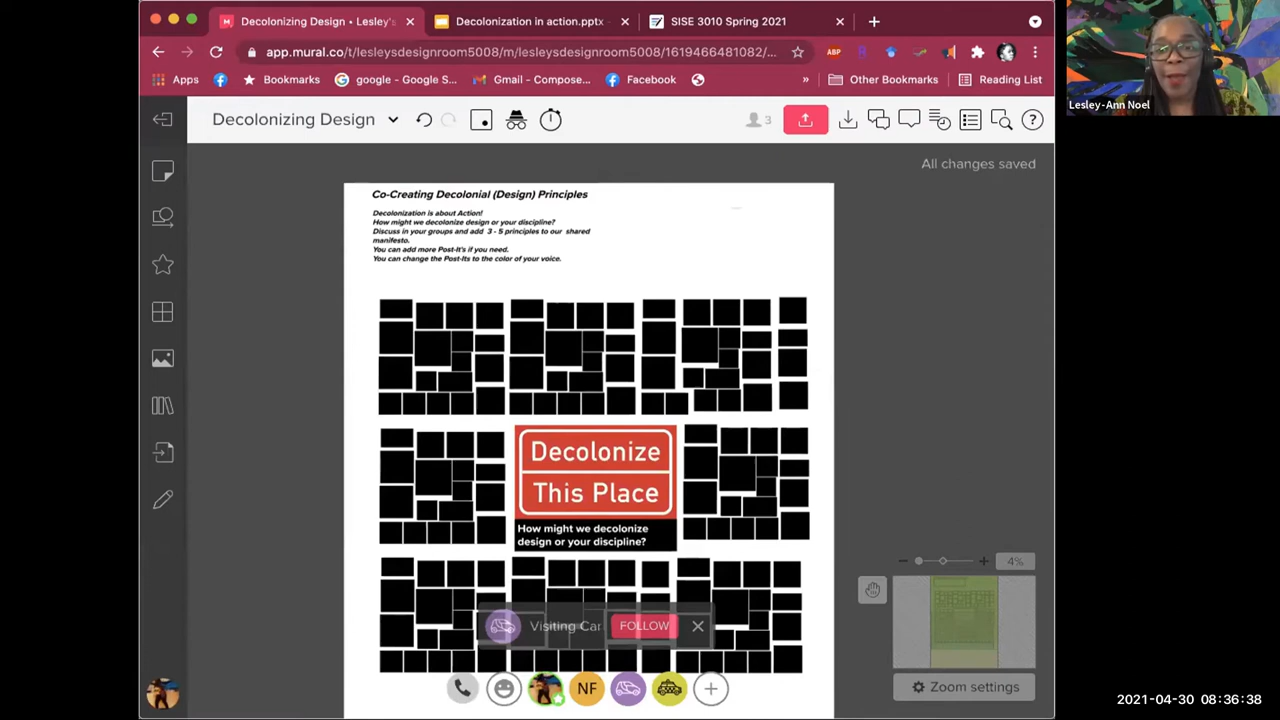 Decolonizing Design • Lesley's
Decolonization in action.pptx
SISE 3010 Spring 2021
app.mural.co/t/lesleysdesignroom5008/m/lesleysdesignroom5008/1619466481082/...
ABP
Apps
Bookmarks
google - Google S...
Gmail - Compose...
Facebook
»
Other Bookmarks
Reading List
Lesley-Ann Noel
Decolonizing Design
3
All changes saved
Co-Creating Decolonial (Design) Principles
Decolonization is about Action!
How might we decolonize design or your discipline?
Discuss in your groups and add 3 - 5 principles to our shared
manifesto.
You can add more Post-It's if you need.
You can change the Post-Its to the color of your voice.
Decolonize
This Place
How might we decolonize
design or your discipline?
4%
Visiting Car
FOLLOW
NF
Zoom settings
2021-04-30 08:36:38